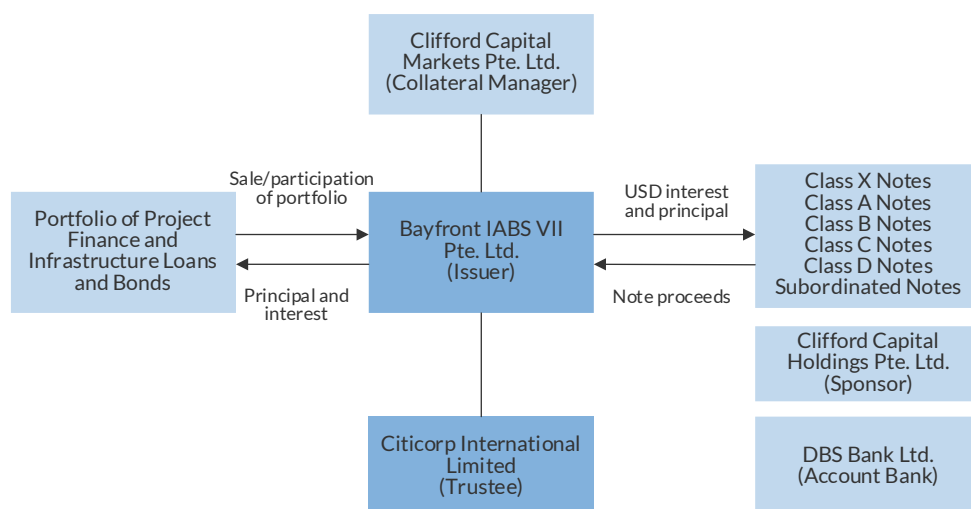 Clifford Capital
Markets Pte. Ltd.
(Collateral Manager)
Sale/participation
of portfolio
Portfolio of Project
Finance and
Infrastructure Loans
and Bonds
Principal and
interest
Bayfront IABS VII
Pte. Ltd.
(Issuer)
USD interest
and principal
Note proceeds
Class X Notes
Class A Notes
Class B Notes
Class C Notes
Class D Notes
Subordinated Notes
Clifford Capital
Holdings Pte. Ltd.
(Sponsor)
Citicorp International
Limited
(Trustee)
DBS Bank Ltd.
(Account Bank)